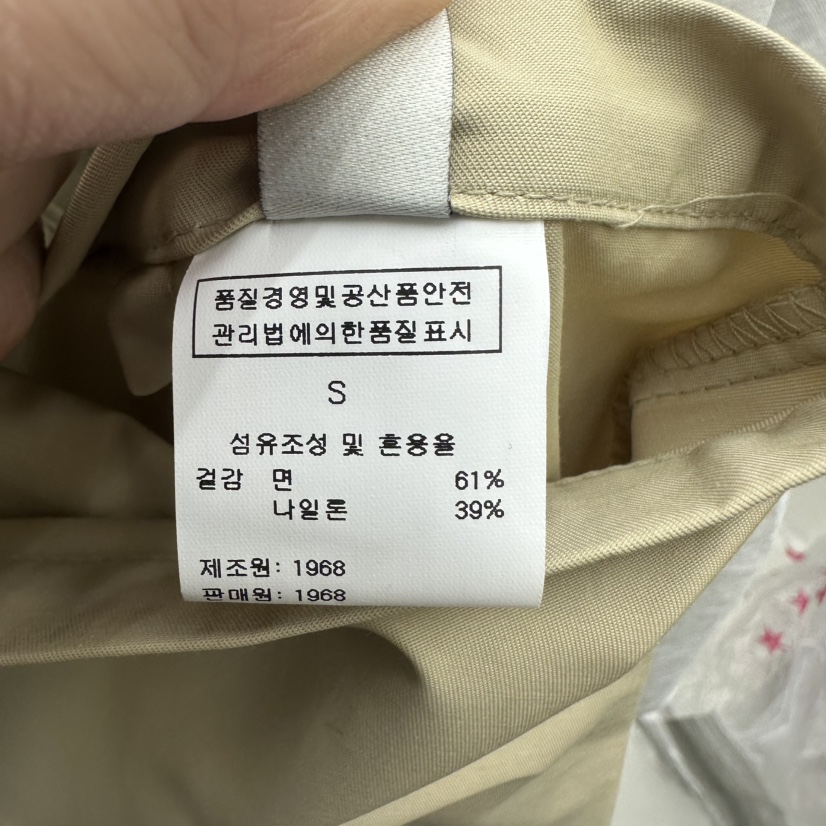 품질경영및공산품안전
관리법에의한품질표시
S
섬유조성 및 혼용율
겉감 면 61%
나일론 39%
제조원: 1968
판매원: 1968